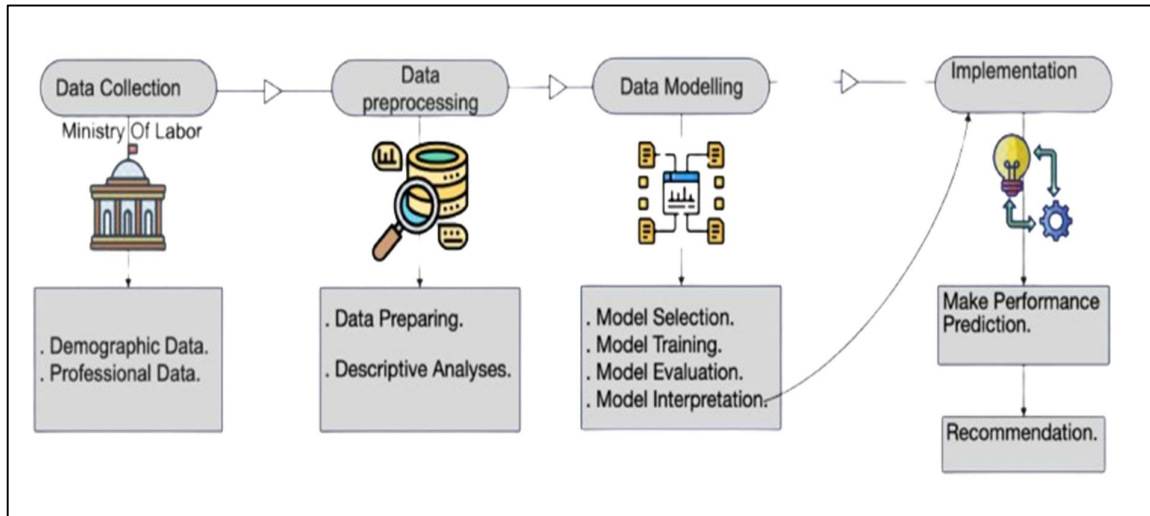 Data Collection
Ministry Of Labor
. Demographic Data.
. Professional Data.
Data
preprocessing
. Data Preparing.
. Descriptive Analyses.
Data Modelling
. Model Selection.
. Model Training.
. Model Evaluation.
. Model Interpretation.
Implementation
Make Performance
Prediction.
Recommendation.